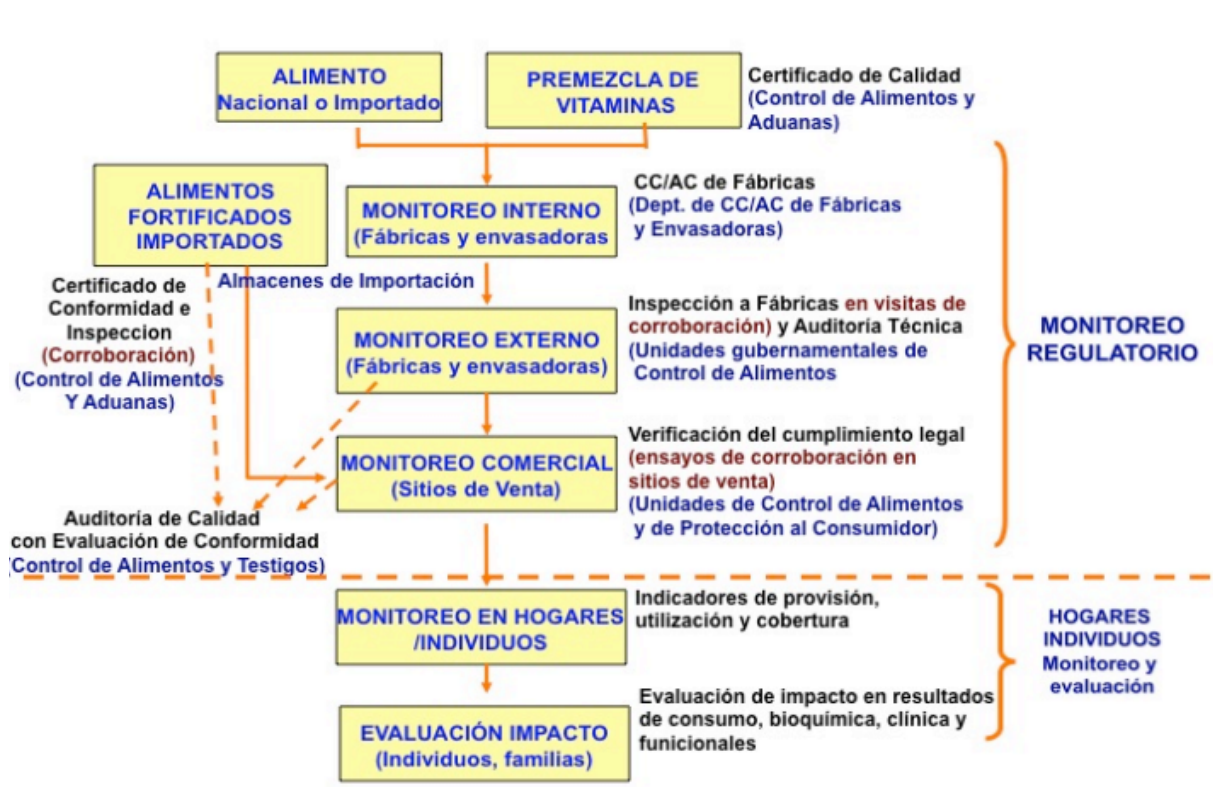 ALIMENTO
Nacional o Importado
PREMEZCLA DE
VITAMINAS
Certificado de Calidad
(Control de Alimentos y
Aduanas)
ALIMENTOS
FORTIFICADOS
IMPORTADOS
MONITOREO INTERNO
(Fábricas y envasadoras
CC/AC de Fábricas
(Dept. de CC/AC de Fábricas
y Envasadoras)
Almacenes de Importación
Certificado de
Conformidad e
Inspeccion
(Corroboración)
(Control de Alimentos
Y Aduanas)
MONITOREO EXTERNO
(Fábricas y envasadoras)
Inspección a Fábricas en visitas de
corroboración) y Auditoría Técnica
(Unidades gubernamentales de
Control de Alimentos
MONITOREO
REGULATORIO
MONITOREO COMERCIAL
(Sitios de Venta)
Verificación del cumplimiento legal
(ensayos de corroboración en
sitios de venta)
(Unidades de Control de Alimentos
y de Protección al Consumidor)
Auditoría de Calidad
con Evaluación de Conformidad
(Control de Alimentos y Testigos)
MONITOREO EN HOGARES
/INDIVIDUOS
Indicadores de provisión,
utilización y cobertura
HOGARES
INDIVIDUOS
Monitoreo y
evaluación
EVALUACIÓN IMPACTO
(Individuos, familias)
Evaluación de impacto en resultados
de consumo, bioquímica, clínica y
funicionales